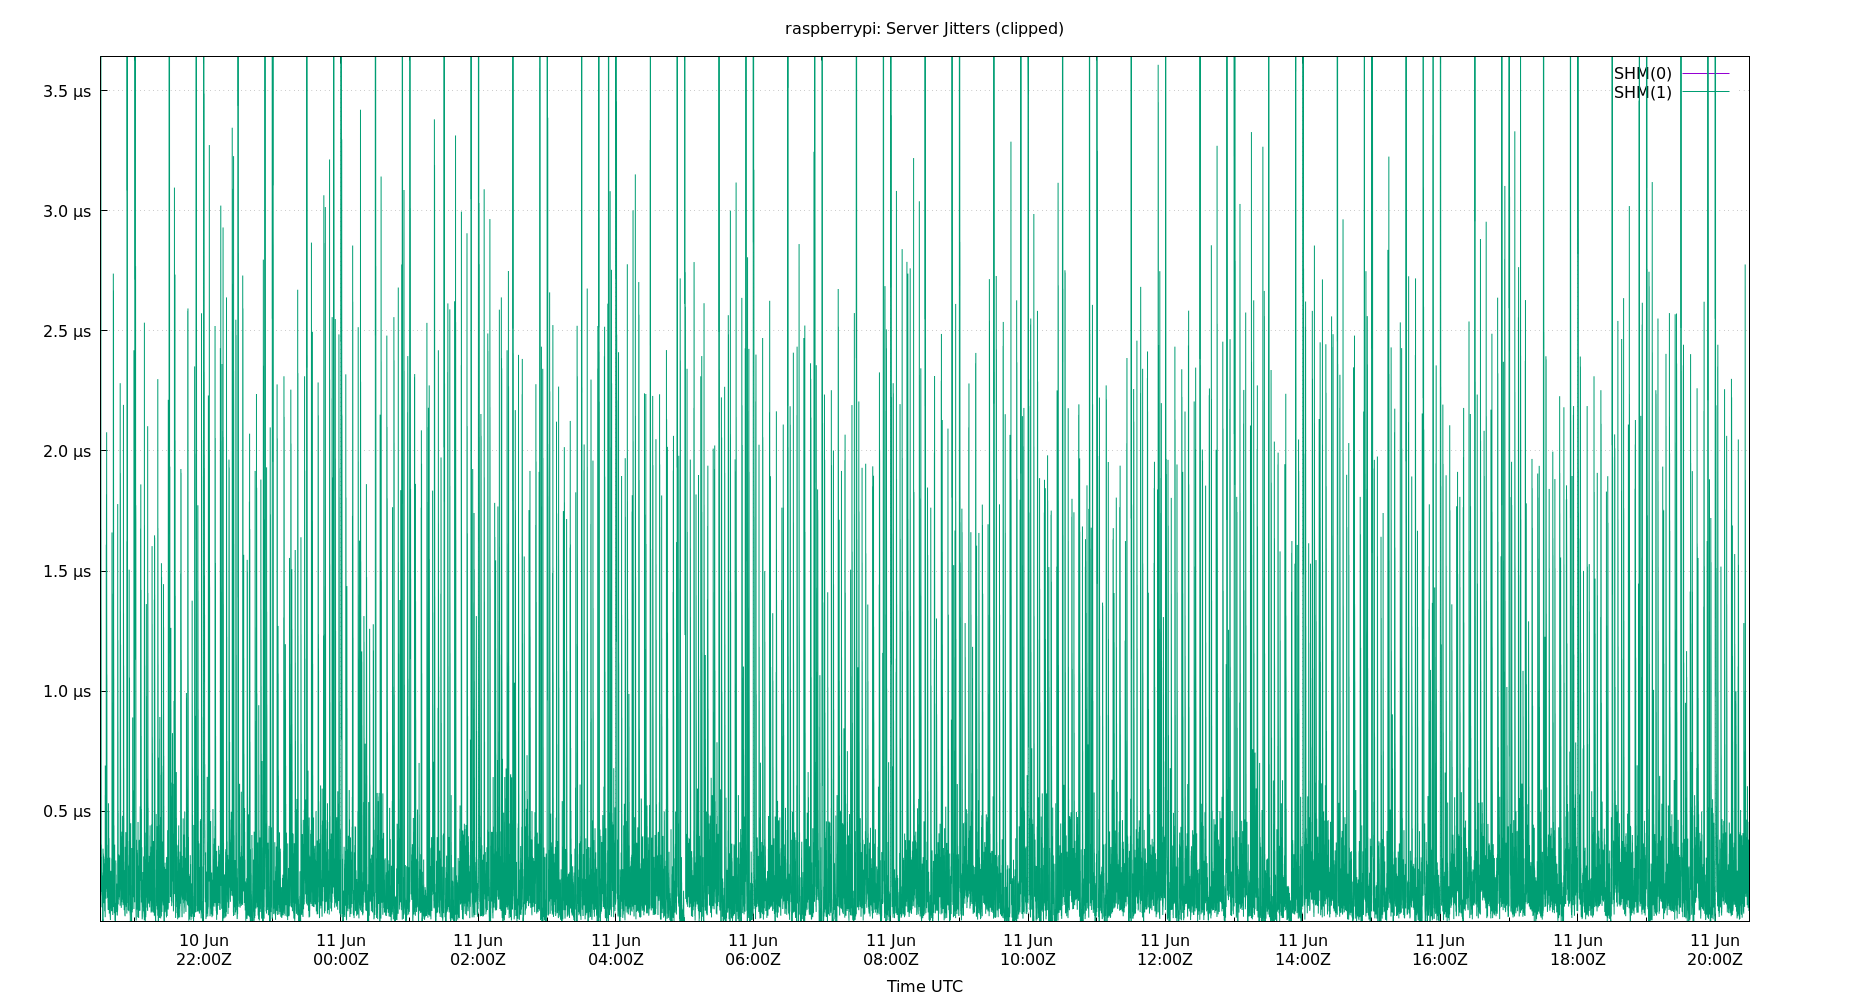 raspberrypi: Server Jitters (clipped)
SHM(0)
SHM(1)
3.5 µs
3.0 µs
2.5 µs
2.0 µs
1.5 µs
1.0 µs
0.5 µs
10 Jun 11 Jun 11 Jun 11 Jun 11 Jun 11 Jun 11 Jun 11 Jun 11 Jun 11 Jun 11 Jun 11 Jun
22:00Z 00:00Z 02:00Z 04:00Z 06:00Z 08:00Z 10:00Z 12:00Z 14:00Z 16:00Z 18:00Z 20:00Z
Time UTC